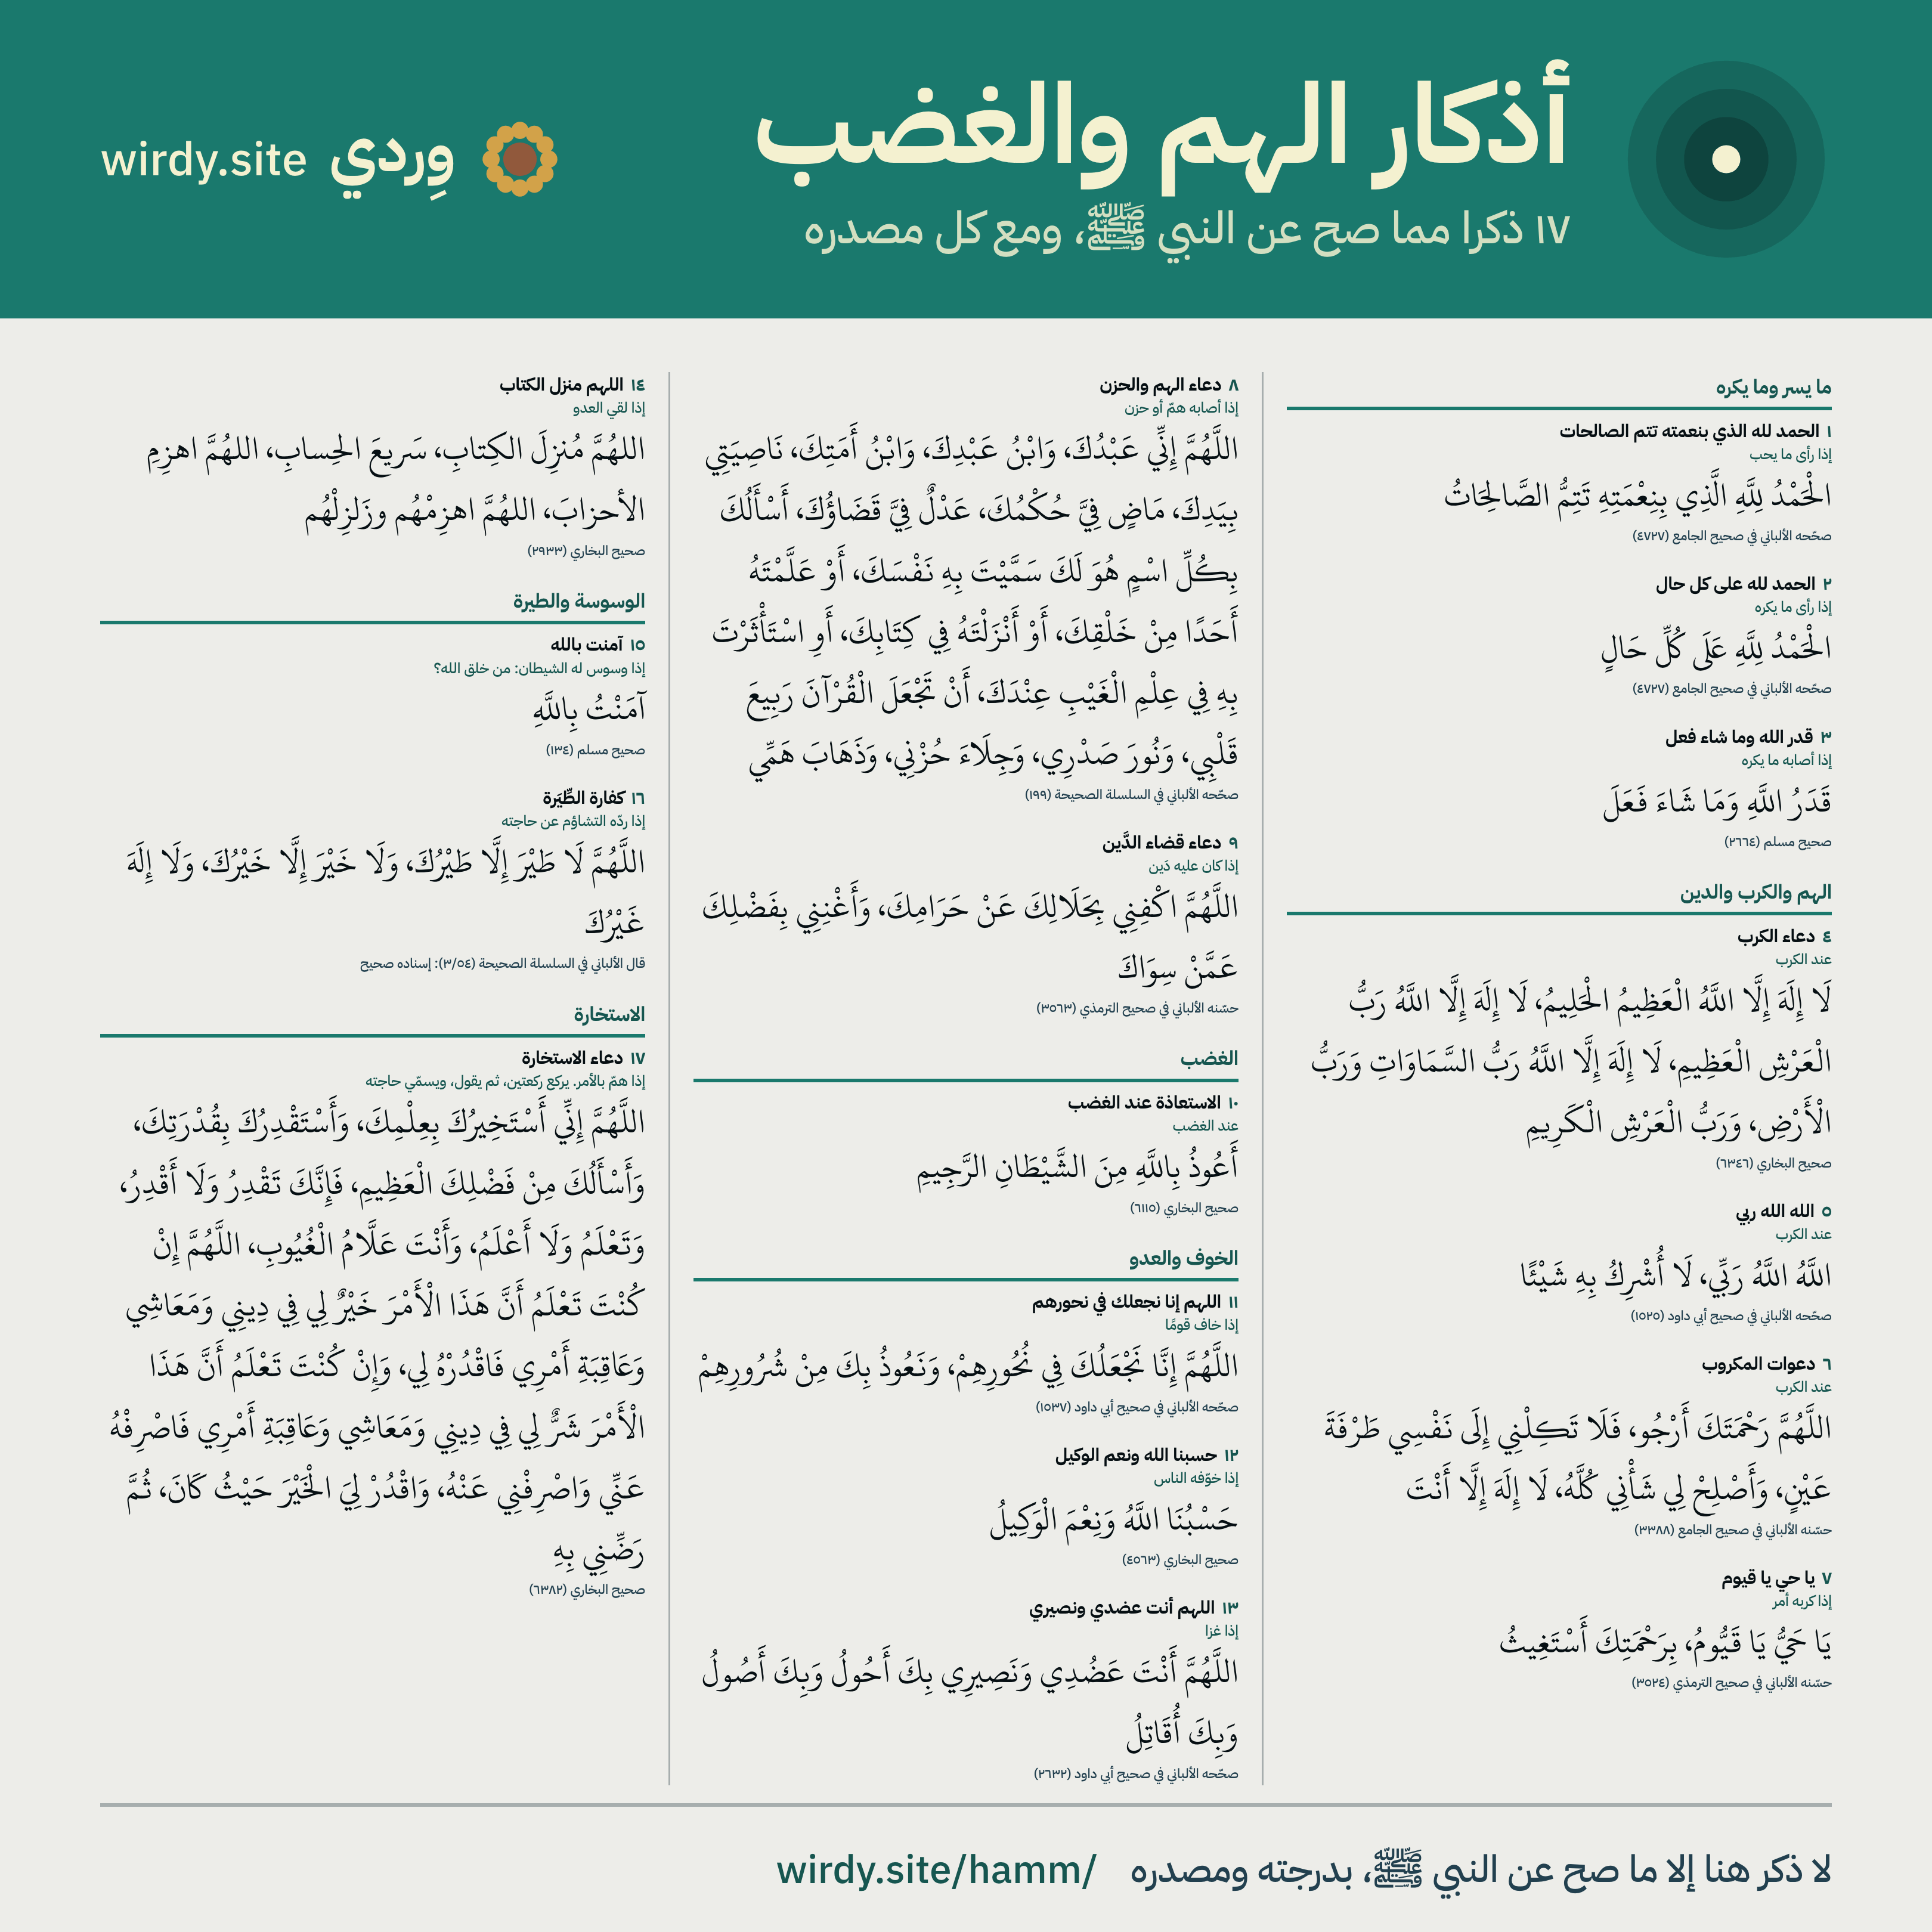 أذكار الهم والغضب
١٧ ذكرا مما صح عن النبي ﷺ، ومع كل مصدره
وِردي wirdy.site
ما يسر وما يكره
١ الحمد لله الذي بنعمته تتم الصالحات
إذا رأى ما يحب
الْحَمْدُ لِلَّهِ الَّذِي بِنِعْمَتِهِ تَتِمُّ الصَّالِحَاتُ
صحّحه الألباني في صحيح الجامع (٤٧٢٧)
٢ الحمد لله على كل حال
إذا رأى ما يكره
الْحَمْدُ لِلَّهِ عَلَى كُلِّ حَالٍ
صحّحه الألباني في صحيح الجامع (٤٧٢٧)
٣ قدر الله وما شاء فعل
إذا أصابه ما يكره
قَدَرُ اللَّهِ وَمَا شَاءَ فَعَلَ
صحيح مسلم (٢٦٦٤)
الهم والكرب والدين
٤ دعاء الكرب
عند الكرب
لَا إِلَهَ إِلَّا اللَّهُ الْعَظِيمُ الْحَلِيمُ، لَا إِلَهَ إِلَّا اللَّهُ رَبُّ
الْعَرْشِ الْعَظِيمِ، لَا إِلَهَ إِلَّا اللَّهُ رَبُّ السَّمَاوَاتِ وَرَبُّ
الْأَرْضِ، وَرَبُّ الْعَرْشِ الْكَرِيمِ
صحيح البخاري (٦٣٤٦)
٥ الله الله ربي
عند الكرب
اللَّهُ اللَّهُ رَبِّي، لَا أُشْرِكُ بِهِ شَيْئًا
صحّحه الألباني في صحيح أبي داود (١٥٢٥)
٦ دعوات المكروب
عند الكرب
اللَّهُمَّ رَحْمَتَكَ أَرْجُو، فَلَا تَكِلْنِي إِلَى نَفْسِي طَرْفَةَ
عَيْنٍ، وَأَصْلِحْ لِي شَأْنِي كُلَّهُ، لَا إِلَهَ إِلَّا أَنْتَ
حسّنه الألباني في صحيح الجامع (٣٣٨٨)
٧ يا حي يا قيوم
إذا كربه أمر
يَا حَيُّ يَا قَيُّومُ، بِرَحْمَتِكَ أَسْتَغِيثُ
حسّنه الألباني في صحيح الترمذي (٣٥٢٤)
٨ دعاء الهم والحزن
إذا أصابه همّ أو حزن
اللَّهُمَّ إِنِّي عَبْدُكَ، وَابْنُ عَبْدِكَ، وَابْنُ أَمَتِكَ، نَاصِيَتِي
بِيَدِكَ، مَاضٍ فِيَّ حُكْمُكَ، عَدْلٌ فِيَّ قَضَاؤُكَ، أَسْأَلُكَ
بِكُلِّ اسْمٍ هُوَ لَكَ سَمَّيْتَ بِهِ نَفْسَكَ، أَوْ عَلَّمْتَهُ
أَحَدًا مِنْ خَلْقِكَ، أَوْ أَنْزَلْتَهُ فِي كِتَابِكَ، أَوِ اسْتَأْثَرْتَ
بِهِ فِي عِلْمِ الْغَيْبِ عِنْدَكَ، أَنْ تَجْعَلَ الْقُرْآنَ رَبِيعَ
قَلْبِي، وَنُورَ صَدْرِي، وَجِلَاءَ حُزْنِي، وَذَهَابَ هَمِّي
صحّحه الألباني في السلسلة الصحيحة (١٩٩)
٩ دعاء قضاء الدَّين
إذا كان عليه دَين
اللَّهُمَّ اكْفِنِي بِحَلَالِكَ عَنْ حَرَامِكَ، وَأَغْنِنِي بِفَضْلِكَ
عَمَّنْ سِوَاكَ
حسّنه الألباني في صحيح الترمذي (٣٥٦٣)
الغضب
١٠ الاستعاذة عند الغضب
عند الغضب
أَعُوذُ بِاللَّهِ مِنَ الشَّيْطَانِ الرَّجِيمِ
صحيح البخاري (٦١١٥)
الخوف والعدو
١١ اللهم إنا نجعلك في نحورهم
إذا خاف قومًا
اللَّهُمَّ إِنَّا نَجْعَلُكَ فِي نُحُورِهِمْ، وَنَعُوذُ بِكَ مِنْ شُرُورِهِمْ
صحّحه الألباني في صحيح أبي داود (١٥٣٧)
١٢ حسبنا الله ونعم الوكيل
إذا خوّفه الناس
حَسْبُنَا اللَّهُ وَنِعْمَ الْوَكِيلُ
صحيح البخاري (٤٥٦٣)
١٣ اللهم أنت عضدي ونصيري
إذا غزا
اللَّهُمَّ أَنْتَ عَضُدِي وَنَصِيرِي بِكَ أَحُولُ وَبِكَ أَصُولُ
وَبِكَ أُقَاتِلُ
صحّحه الألباني في صحيح أبي داود (٢٦٣٢)
١٤ اللهم منزل الكتاب
إذا لقي العدو
اللهُمَّ مُنزِلَ الكِتابِ، سَريعَ الحِسابِ، اللهُمَّ اهزِمِ
الأحزابَ، اللهُمَّ اهزِمْهُم وزَلزِلْهُم
صحيح البخاري (٢٩٣٣)
الوسوسة والطيرة
١٥ آمنت بالله
إذا وسوس له الشيطان: من خلق الله؟
آمَنْتُ بِاللَّهِ
صحيح مسلم (١٣٤)
١٦ كفارة الطِّيَرة
إذا ردّه التشاؤم عن حاجته
اللَّهُمَّ لَا طَيْرَ إِلَّا طَيْرُكَ، وَلَا خَيْرَ إِلَّا خَيْرُكَ، وَلَا إِلَهَ
غَيْرُكَ
قال الألباني في السلسلة الصحيحة (٣/٥٤): إسناده صحيح
الاستخارة
١٧ دعاء الاستخارة
إذا همّ بالأمر. يركع ركعتين، ثم يقول، ويسمّي حاجته
اللَّهُمَّ إِنِّي أَسْتَخِيرُكَ بِعِلْمِكَ، وَأَسْتَقْدِرُكَ بِقُدْرَتِكَ،
وَأَسْأَلُكَ مِنْ فَضْلِكَ الْعَظِيمِ، فَإِنَّكَ تَقْدِرُ وَلَا أَقْدِرُ،
وَتَعْلَمُ وَلَا أَعْلَمُ، وَأَنْتَ عَلَّامُ الْغُيُوبِ، اللَّهُمَّ إِنْ
كُنْتَ تَعْلَمُ أَنَّ هَذَا الْأَمْرَ خَيْرٌ لِي فِي دِينِي وَمَعَاشِي
وَعَاقِبَةِ أَمْرِي فَاقْدُرْهُ لِي، وَإِنْ كُنْتَ تَعْلَمُ أَنَّ هَذَا
الْأَمْرَ شَرٌّ لِي فِي دِينِي وَمَعَاشِي وَعَاقِبَةِ أَمْرِي فَاصْرِفْهُ
عَنِّي وَاصْرِفْنِي عَنْهُ، وَاقْدُرْ لِيَ الْخَيْرَ حَيْثُ كَانَ، ثُمَّ
رَضِّنِي بِهِ
صحيح البخاري (٦٣٨٢)
لا ذكر هنا إلا ما صح عن النبي ﷺ، بدرجته ومصدره wirdy.site/hamm/